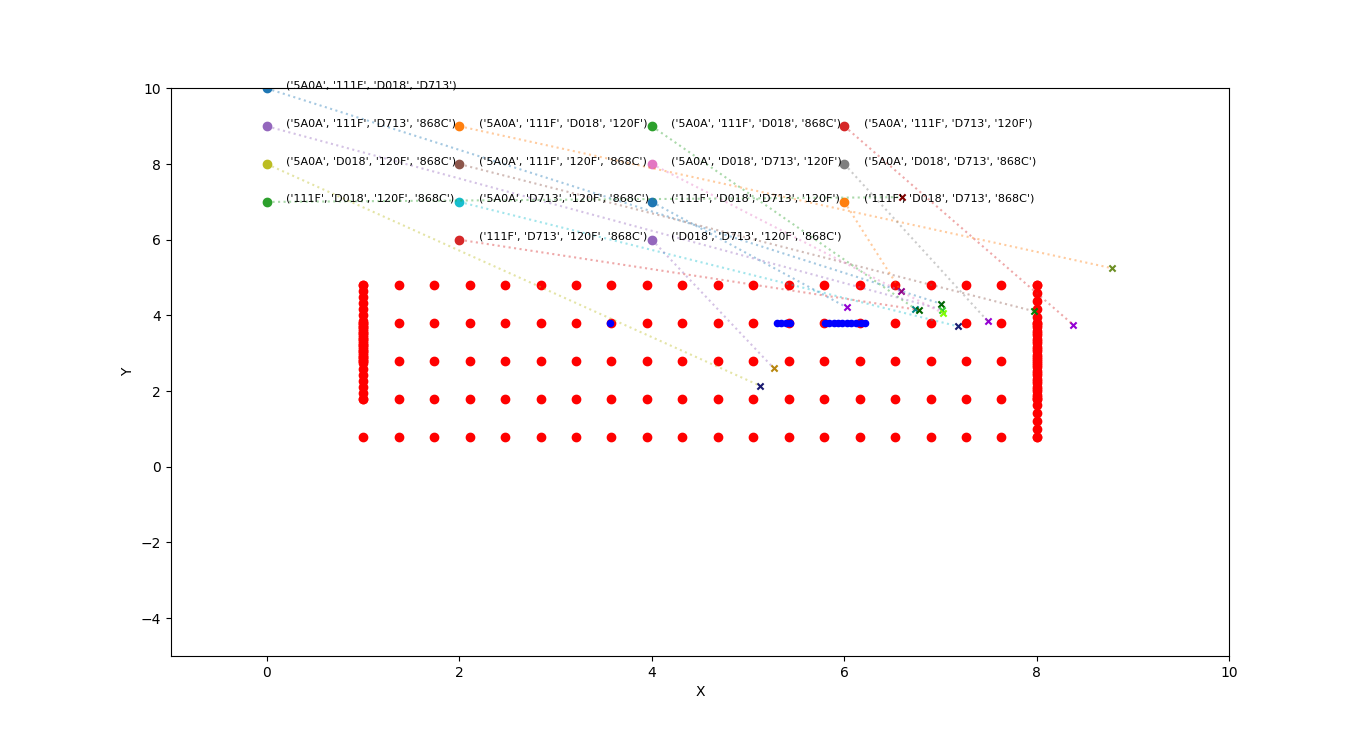 ('5A0A', '111F', 'D018', 'D713')
('5A0A', '111F', 'D713', '868C') ('5A0A', '111F', 'D018', '120F') ('5A0A', '111F', 'D018', '868C') ('5A0A', '111F', 'D713', '120F')
('5A0A', 'D018', '120F', '868C') ('5A0A', '111F', '120F', '868C') ('5A0A', 'D018', 'D713', '120F') ('5A0A', 'D018', 'D713', '868C')
('111F', 'D018', '120F', '868C') ('5A0A', 'D713', '120F', '868C') ('111F', 'D018', 'D713', '120F') ('111F', 'D018', 'D713', '868C')
('111F', 'D713', '120F', '868C') ('D018', 'D713', '120F', '868C')
10
8
6
4
2
0
−2
−4
Y
0 2 4 6 8 10
X